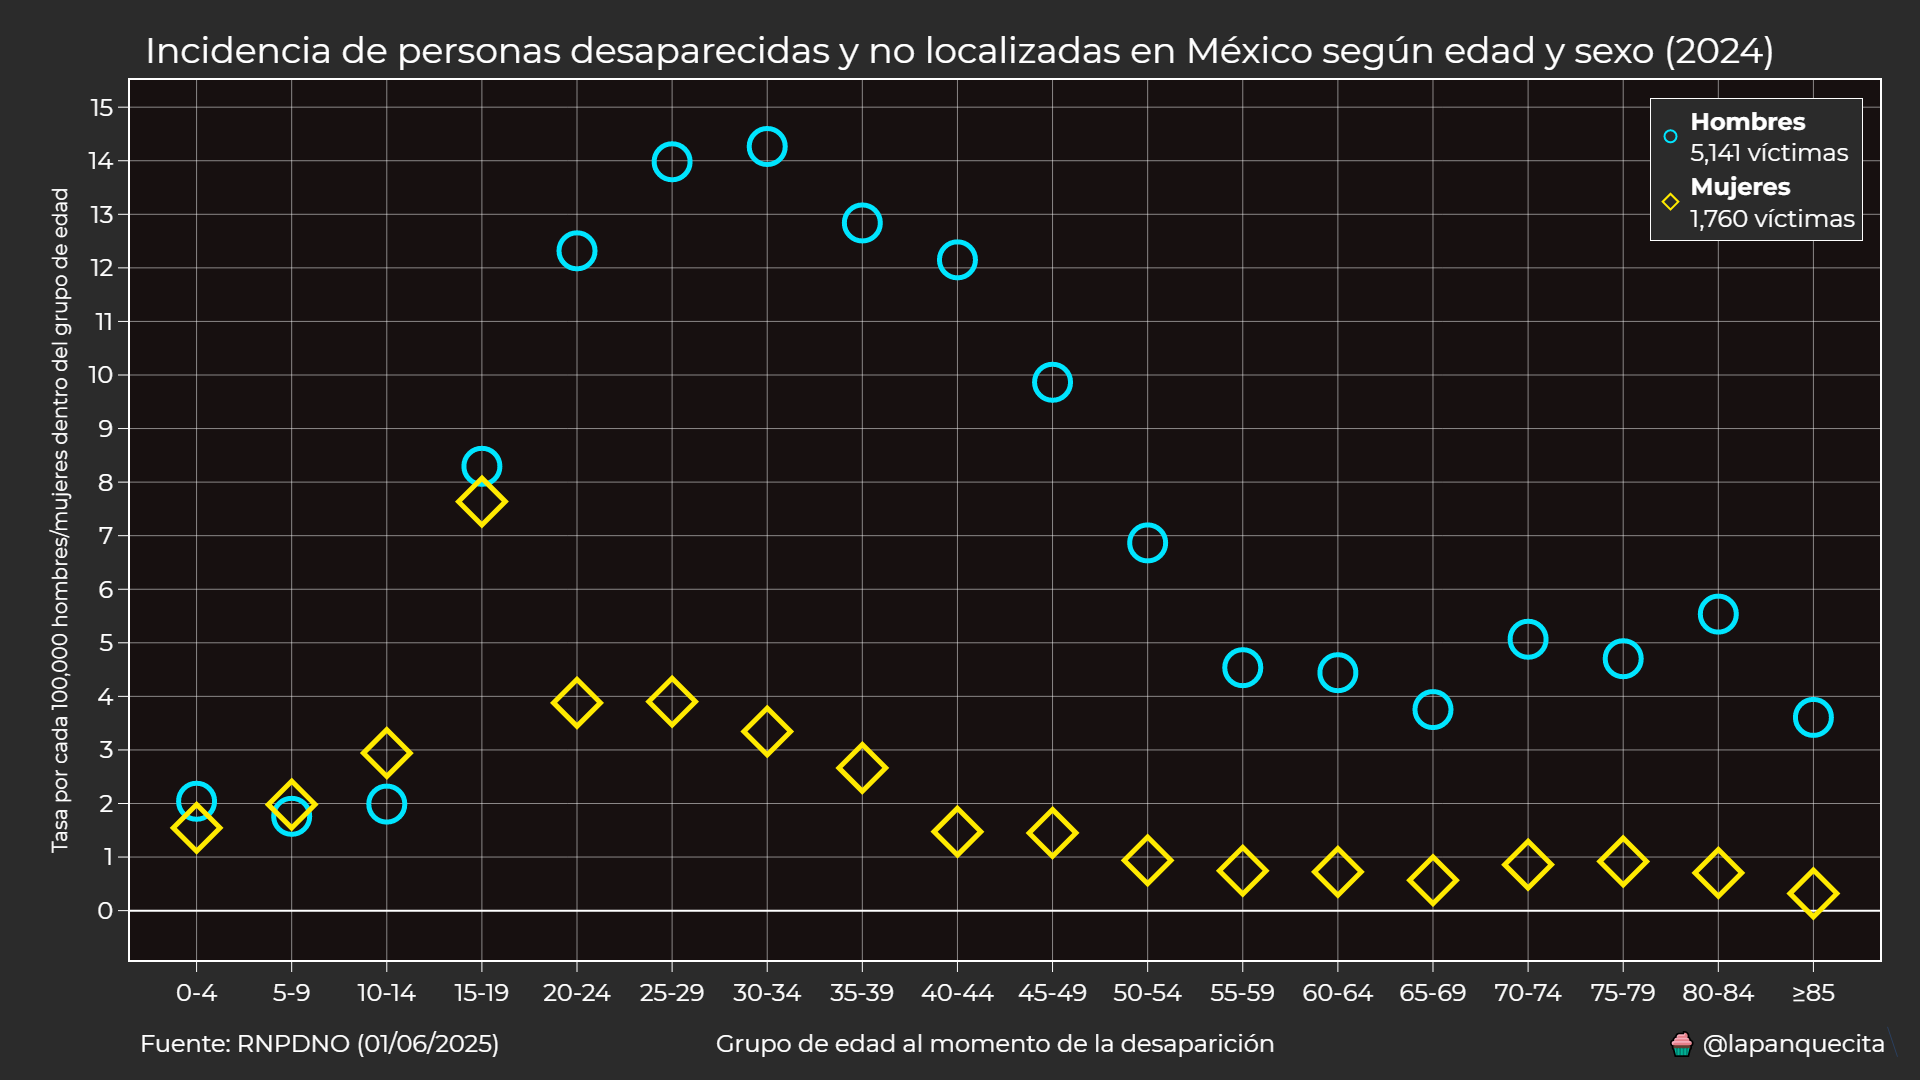 Incidencia de personas desaparecidas y no localizadas en México según edad y sexo (2024)
Hombres
5,141 víctimas
Mujeres
1,760 víctimas
Tasa por cada 100,000 hombres/mujeres dentro del grupo de edad
15
14
13
12
11
10
9
8
7
6
5
4
3
2
1
0
0-4 5-9 10-14 15-19 20-24 25-29 30-34 35-39 40-44 45-49 50-54 55-59 60-64 65-69 70-74 75-79 80-84 ≥85
Fuente: RNPDNO (01/06/2025) Grupo de edad al momento de la desaparición @lapanquecita